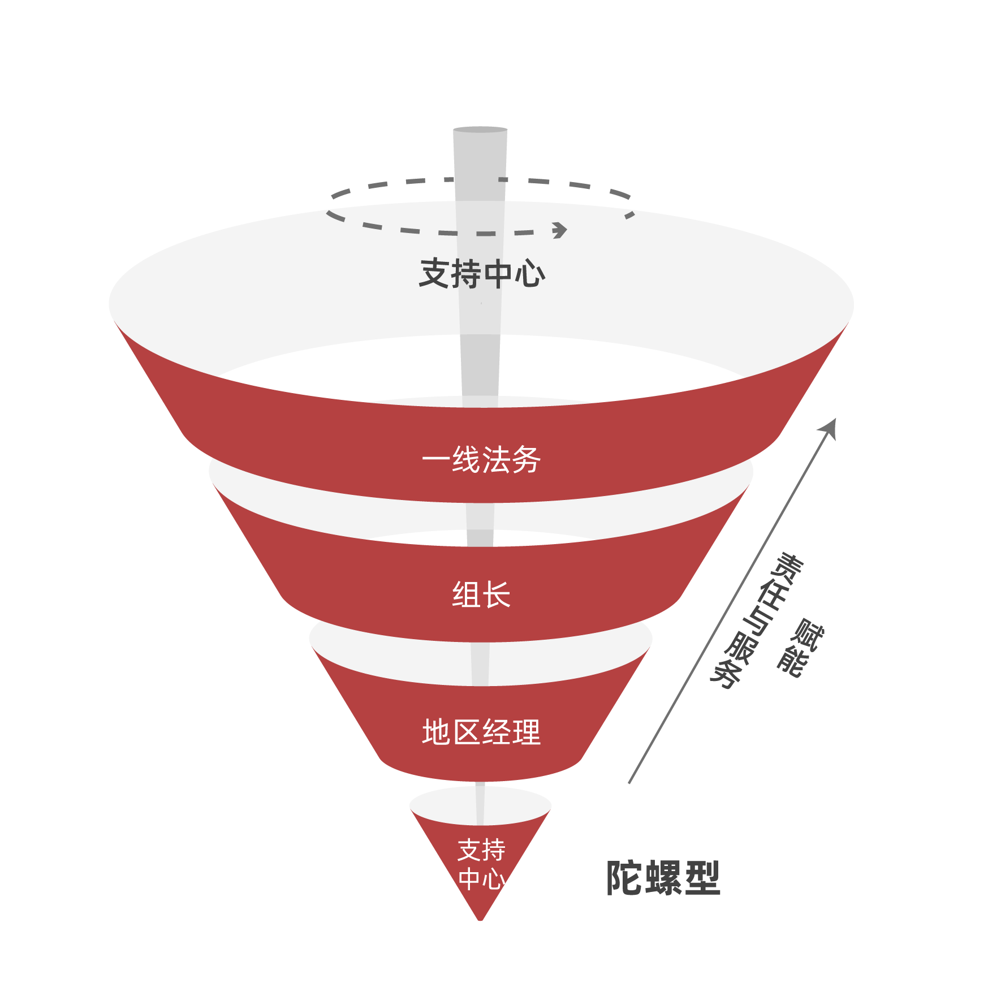 支持中心
一线法务
组长
责任与服务
赋能
地区经理
支持
中心
陀螺型